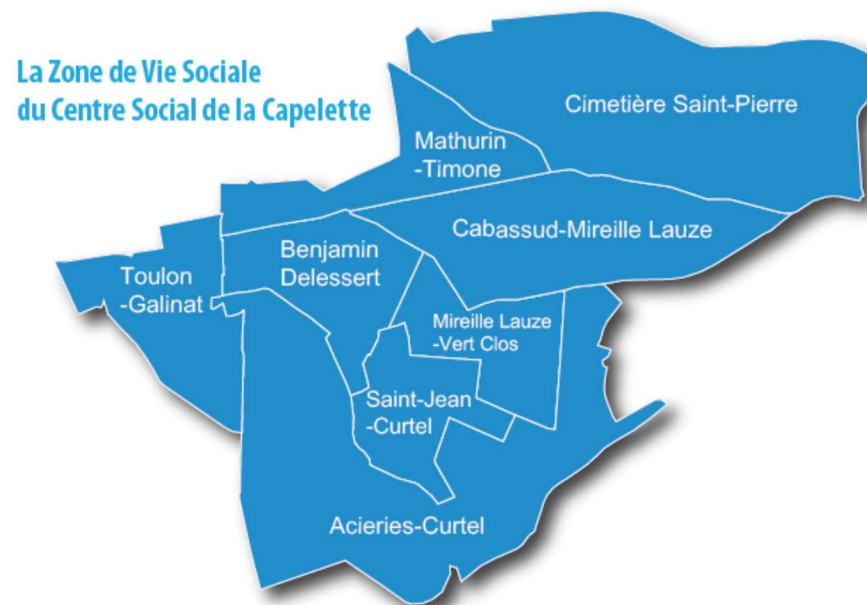 La Zone de Vie Sociale
du Centre Social de la Capelette
Cimetière Saint-Pierre
Mathurin
-Timone
Cabassud-Mireille Lauze
Benjamin
Delessert
Toulon
-Galinat
Mireille Lauze
-Vert Clos
Saint-Jean
-Curtel
Acieries-Curtel